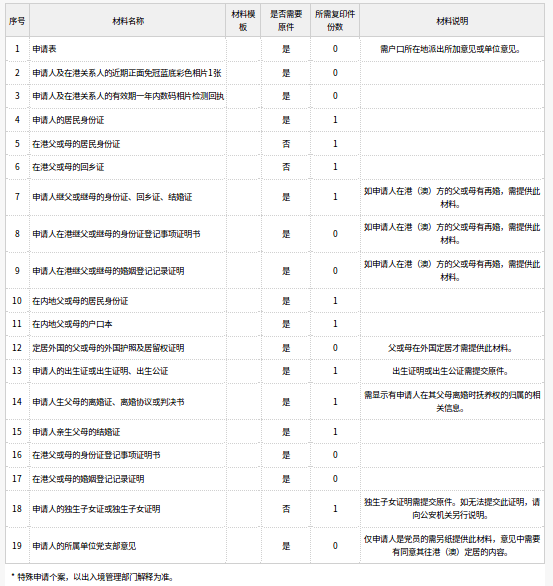 序号 材料名称 材料模板 是否需要原件 所需复印件份数 材料说明
1 申请表 是 0 需户口所在地派出所加意见或单位意见。
2 申请人及在港关系人的近期正面免冠蓝底彩色相片1张 是 0
3 申请人及在港关系人的有效期一年内数码相片检测回执 是 0
4 申请人的居民身份证 是 1
5 在港父或母的居民身份证 否 1
6 在港父或母的回乡证 否 1
7 申请人继父或继母的身份证、回乡证、结婚证 是 1 如申请人在港（澳）方的父或母有再婚，需提供此材料。
8 申请人在港继父或继母的身份证登记事项证明书 是 0 如申请人在港（澳）方的父或母有再婚，需提供此材料。
9 申请人在港继父或继母的婚姻登记记录证明 是 0 如申请人在港（澳）方的父或母有再婚，需提供此材料。
10 在内地父或母的居民身份证 是 1
11 在内地父或母的户口本 是 1
12 定居外国的父或母的外国护照及居留权证明 是 0 父或母在外国定居才需提供此材料。
13 申请人的出生证或出生证明、出生公证 是 1 出生证明或出生公证需提交原件。
14 申请人生父母的离婚证、离婚协议或判决书 是 1 需显示有申请人在其父母离婚时抚养权的归属的相关信息。
15 申请人亲生父母的结婚证 是 1
16 在港父或母的身份证登记事项证明书 是 0
17 在港父或母的婚姻登记记录证明 是 0
18 申请人的独生子女证或独生子女证明 否 1 独生子女证明需提交原件。如无法提交此证明，请向公安机关另行说明。
19 申请人的所属单位党支部意见 是 0 仅申请人是党员的需另纸提供此材料，意见中需要有同意其往港（澳）定居的内容。
* 特殊申请个案，以出入境管理部门解释为准。